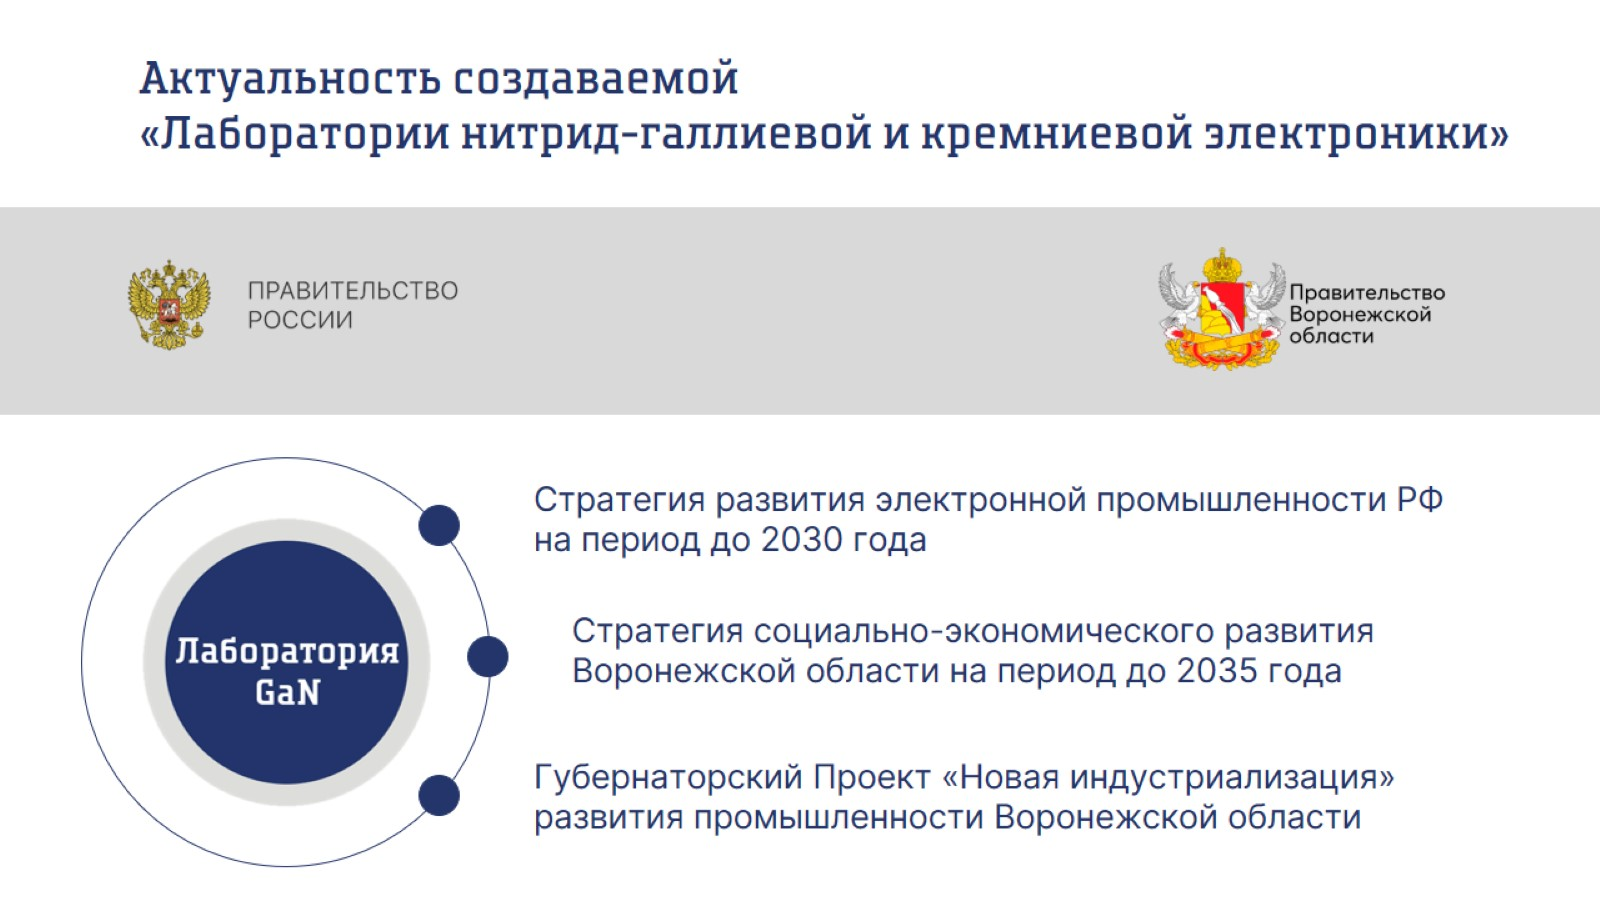 Актуальность создаваемой
«Лаборатории нитрид-галлиевой и кремниевой электроники»
ПРАВИТЕЛЬСТВО
РОССИИ
Правительство
Воронежской
области
Лаборатория
GaN
Стратегия развития электронной промышленности РФ
на период до 2030 года
Стратегия социально-экономического развития
Воронежской области на период до 2035 года
Губернаторский Проект «Новая индустриализация»
развития промышленности Воронежской области